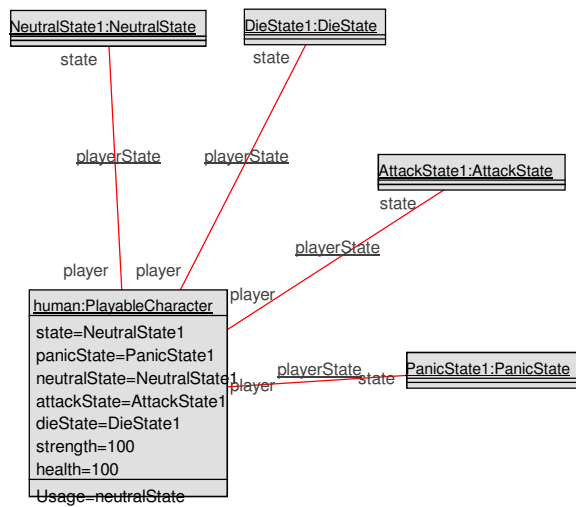 NeutralState1:NeutralState
DieState1:DieState
state
state
playerState
playerState
AttackState1:AttackState
state
playerState
player
player
player
human:PlayableCharacter
state=NeutralState1
panicState=PanicState1
neutralState=NeutralState1
attackState=AttackState1
dieState=DieState1
strength=100
health=100
Usage=neutralState
playerState
PanicState1:PanicState
state
player